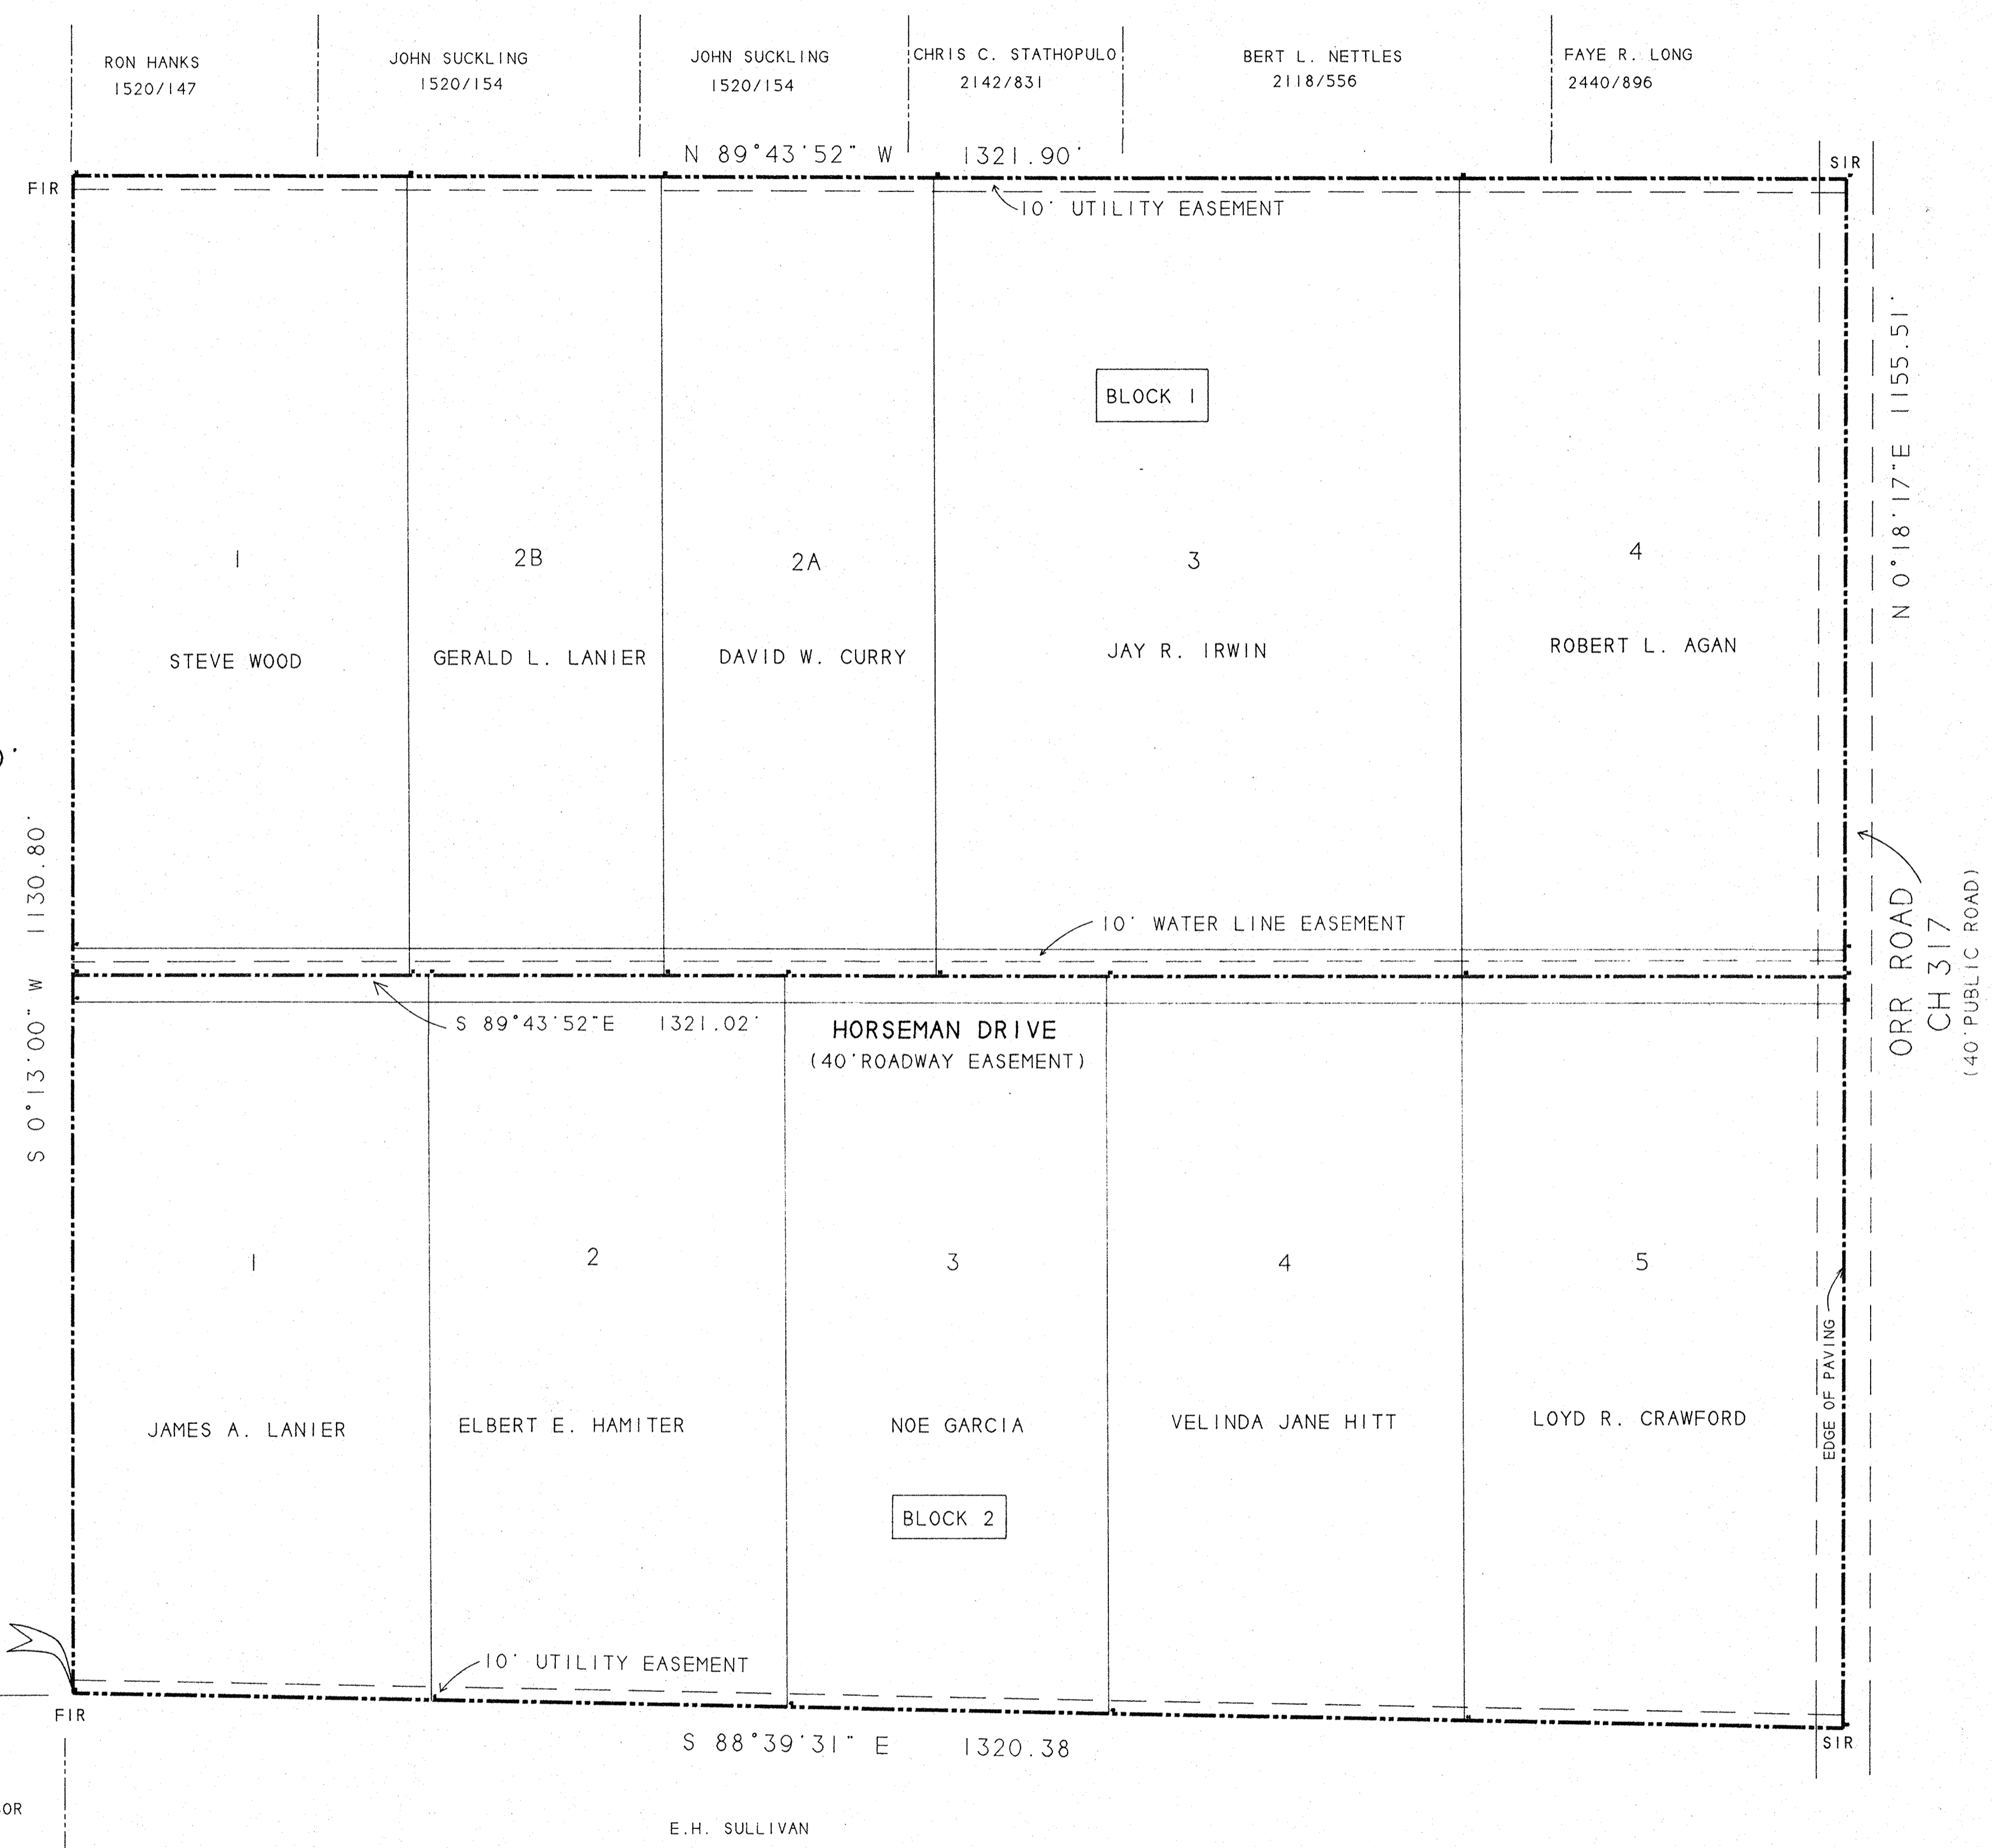 RON HANKS
1520/147
JOHN SUCKLING
1520/154
JOHN SUCKLING
1520/154
CHRIS C. STATHOPULO
2142/831
BERT L. NETTLES
2118/556
FAYE R. LONG
2440/896
N 89°43'52" W 1321.90'
SIR
FIR
10' UTILITY EASEMENT
N 0°18'17"E 1155.51'
BLOCK 1
1
2B
2A
3
4
STEVE WOOD
GERALD L. LANIER
DAVID W. CURRY
JAY R. IRWIN
ROBERT L. AGAN
S 0°13'00" W 1130.80'
10' WATER LINE EASEMENT
ORR ROAD
CH 317
(40'PUBLIC ROAD)
S 89°43'52"E 1321.02'
HORSEMAN DRIVE
(40'ROADWAY EASEMENT)
1
2
3
4
5
EDGE OF PAVING
JAMES A. LANIER
ELBERT E. HAMITER
NOE GARCIA
VELINDA JANE HITT
LOYD R. CRAWFORD
BLOCK 2
10' UTILITY EASEMENT
FIR
S 88°39'31" E 1320.38
SIR
E.H. SULLIVAN